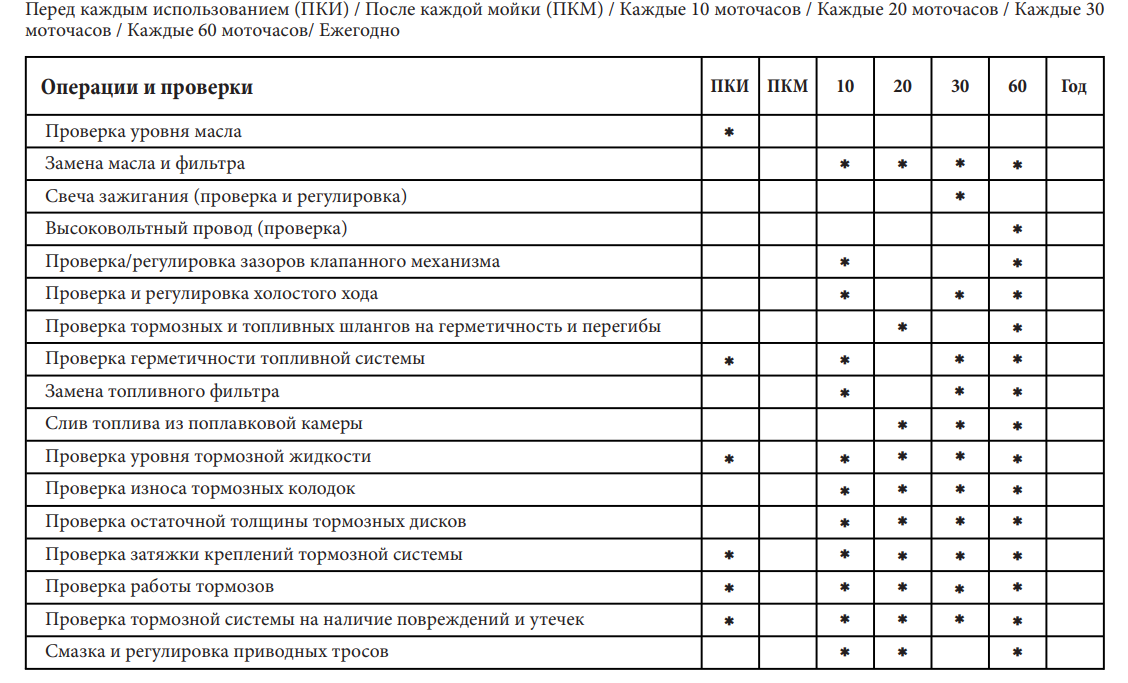 Перед каждым использованием (ПКИ) / После каждой мойки (ПКМ) / Каждые 10 моточасов / Каждые 20 моточасов / Каждые 30
моточасов / Каждые 60 моточасов/ Ежегодно
Операции и проверки ПКИ ПКМ 10 20 30 60 Год
Проверка уровня масла *
Замена масла и фильтра * * * *
Свеча зажигания (проверка и регулировка) *
Высоковольтный провод (проверка) *
Проверка/регулировка зазоров клапанного механизма * *
Проверка и регулировка холостого хода * * *
Проверка тормозных и топливных шлангов на герметичность и перегибы * *
Проверка герметичности топливной системы * * * *
Замена топливного фильтра * * *
Слив топлива из поплавковой камеры * * *
Проверка уровня тормозной жидкости * * * * *
Проверка износа тормозных колодок * * * *
Проверка остаточной толщины тормозных дисков * * * *
Проверка затяжки креплений тормозной системы * * * * *
Проверка работы тормозов * * * * *
Проверка тормозной системы на наличие повреждений и утечек * * * * *
Смазка и регулировка приводных тросов * * *